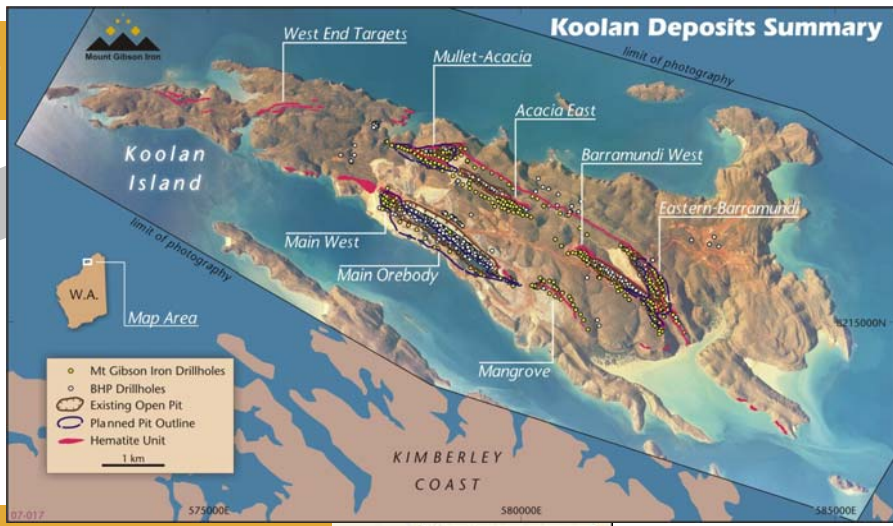 Koolan Deposits Summary
Mount Gibson Iron
West End Targets
limit of photography
Mullet-Acacia
Acacia East
Koolan
Island
Barramundi West
Eastern-Barramundi
limit of photography
Main West
Main Orebody
W.A.
Map Area
8215000N
Mangrove
Mt Gibson Iron Drillholes
BHP Drillholes
Existing Open Pit
Planned Pit Outline
Hematite Unit
1 km
KIMBERLEY
COAST
07-017
575000E
580000E
585000E